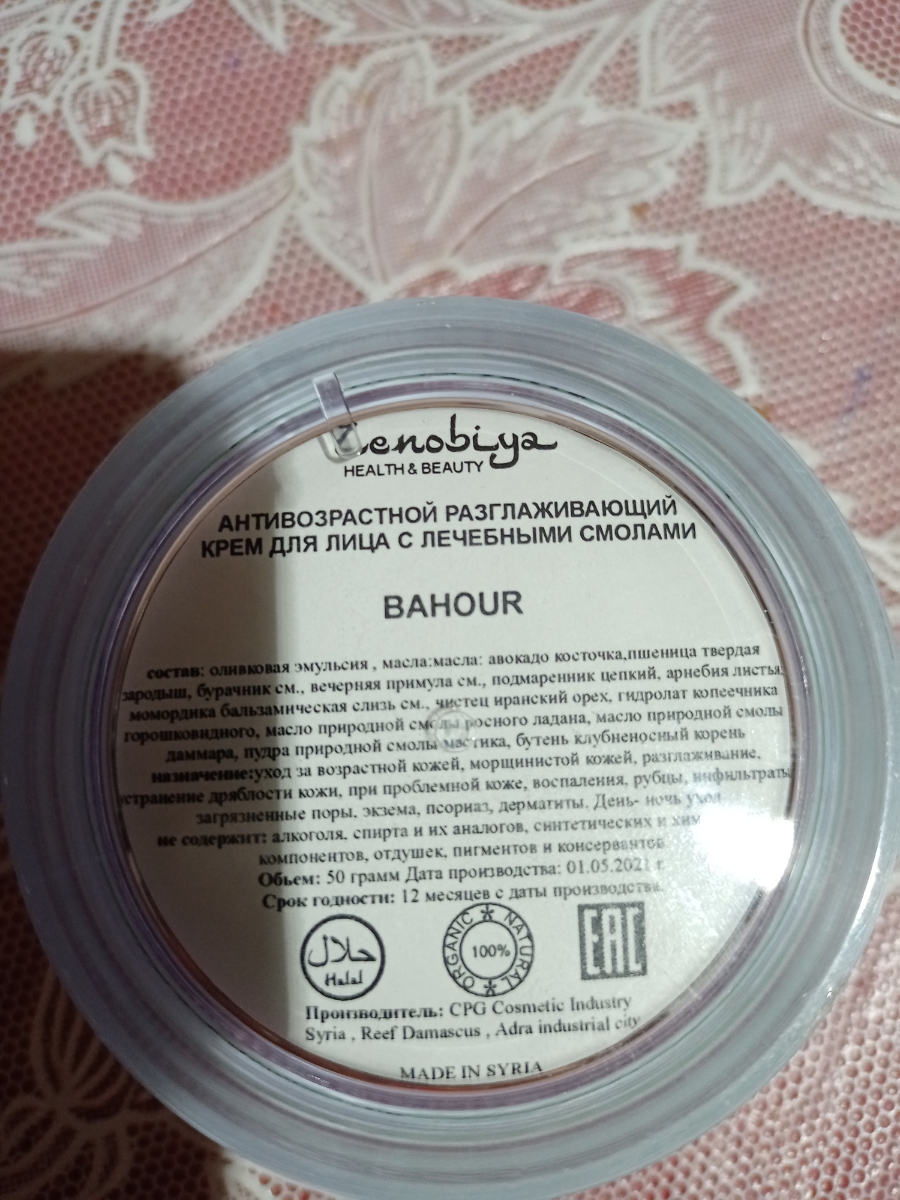 Zenobiya
HEALTH & BEAUTY
АНТИВОЗРАСТНОЙ РАЗГЛАЖИВАЮЩИЙ
КРЕМ ДЛЯ ЛИЦА С ЛЕЧЕБНЫМИ СМОЛАМИ
BAHOUR
состав: оливковая эмульсия , масла:масла: авокадо косточка,пшеница твердая
зародыш, бурачник см., вечерняя примула см., подмаренник цепкий, арнебия листья,
момордика бальзамическая слизь см., чистец иранский орех, гидролат копеечника
горошковидного, масло природной смолы росного ладана, масло природной смолы
даммара, пудра природной смолы мастика, бутень клубненосный корень
назначение:уход за возрастной кожей, морщинистой кожей, разглаживание,
устранение дряблости кожи, при проблемной коже, воспаления, рубцы, инфильтраты
загрязненные поры, экзема, псориаз, дерматиты. День- ночь уход
не содержит: алкоголя, спирта и их аналогов, синтетических и
компонентов, отдушек, пигментов и консервантов
Обьем: 50 грамм Дата производства: 01.05.2021 г.
Срок годности: 12 месяцев с даты производства.
حلال
Halal
ORGANIC NATURAL
100%
EAC
Производитель: CPG Cosmetic Industry
Syria , Reef Damascus , Adra industrial city
MADE IN SYRIA